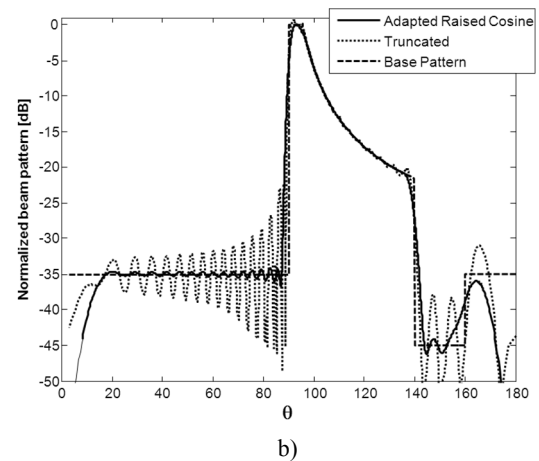 Adapted Raised Cosine
Truncated
Base Pattern
Normalized beam pattern [dB]
0
-5
-10
-15
-20
-25
-30
-35
-40
-45
-50
0 20 40 60 80 100 120 140 160 180
θ
b)